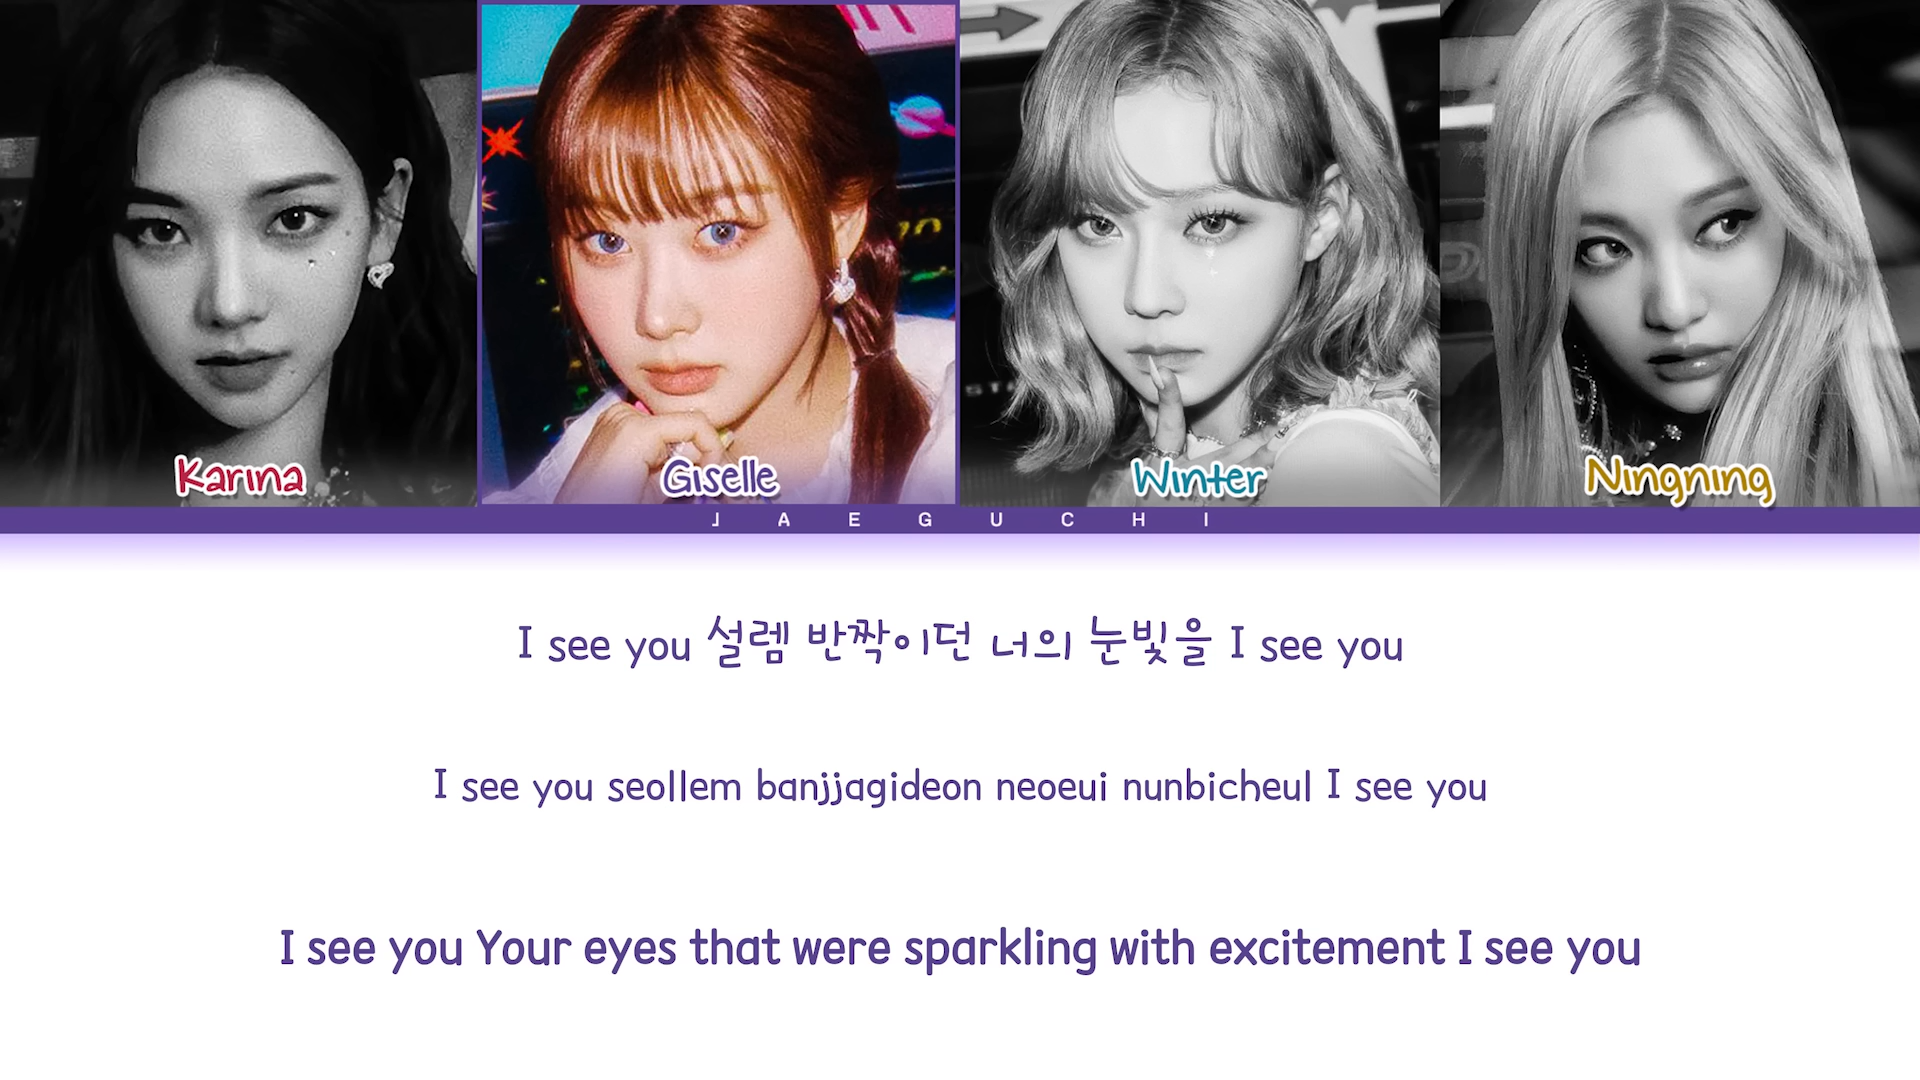 Karina
Giselle
Winter
Ningning
JAEGUCHI
I see you 설렘 반짝이던 너의 눈빛을 I see you
I see you seollem banjjagideon neoeui nunbicheul I see you
I see you Your eyes that were sparkling with excitement I see you